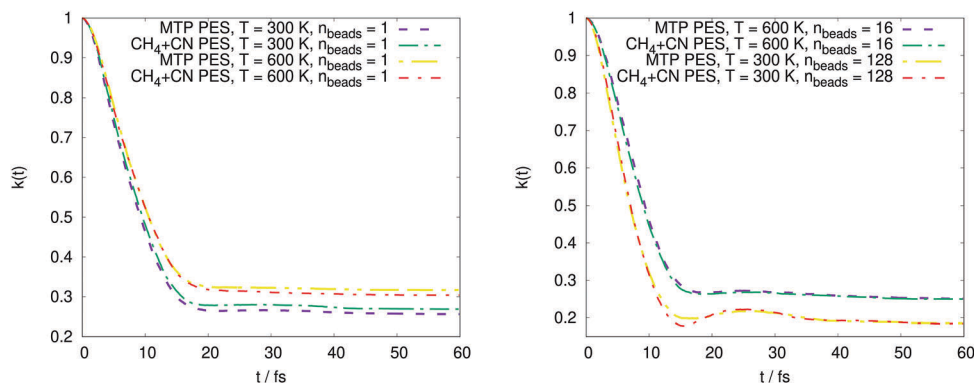 MTP PES, T = 300 K, n_beads = 1
CH₄+CN PES, T = 300 K, n_beads = 1
MTP PES, T = 600 K, n_beads = 1
CH₄+CN PES, T = 600 K, n_beads = 1
1
0.9
0.8
0.7
0.6
0.5
0.4
0.3
0.2
k(t)
0 10 20 30 40 50 60
t / fs
MTP PES, T = 600 K, n_beads = 16
CH₄+CN PES, T = 600 K, n_beads = 16
MTP PES, T = 300 K, n_beads = 128
CH₄+CN PES, T = 300 K, n_beads = 128
1
0.9
0.8
0.7
0.6
0.5
0.4
0.3
0.2
k(t)
0 10 20 30 40 50 60
t / fs